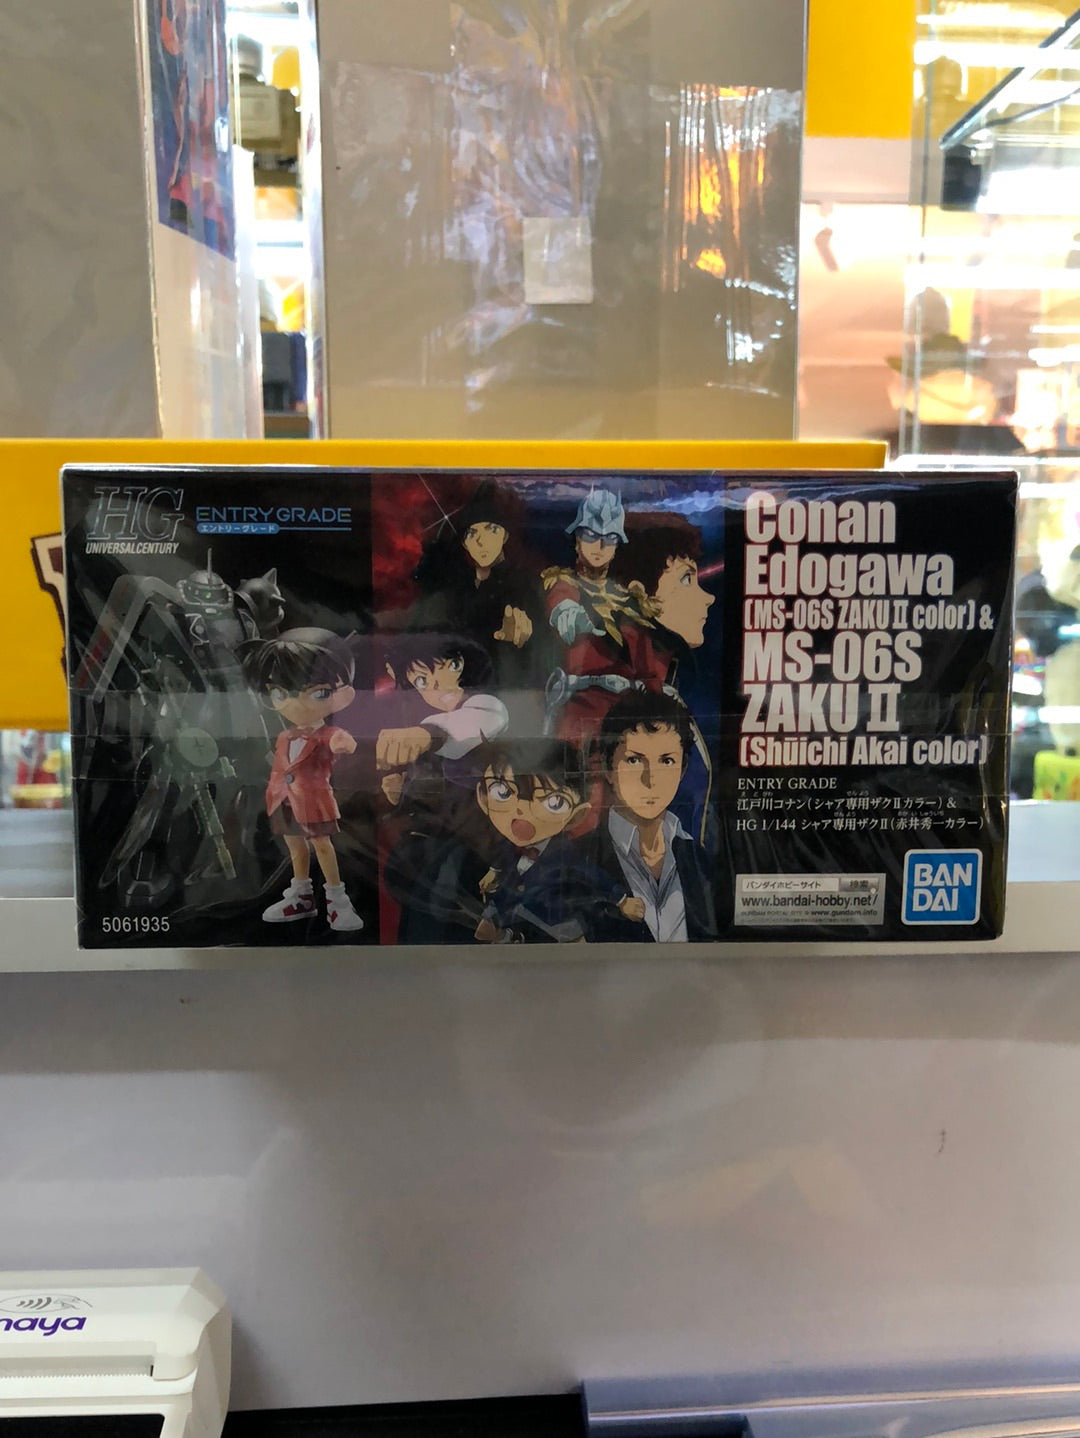 HG
UNIVERSAL CENTURY
ENTRY GRADE
エントリーグレード
Conan
Edogawa
(MS-06S ZAKU II color) &
MS-06S
ZAKU II
(Shūichi Akai color)
ENTRY GRADE
江戸川コナン(シャア専用ザクⅡカラー) &
HG 1/144 シャア専用ザクⅡ(赤井秀一カラー)
バンダイホビーサイト 検索
www.bandai-hobby.net/
GUNDAM PORTAL SITE www.gundam.info
BAN
DAI
5061935
maya